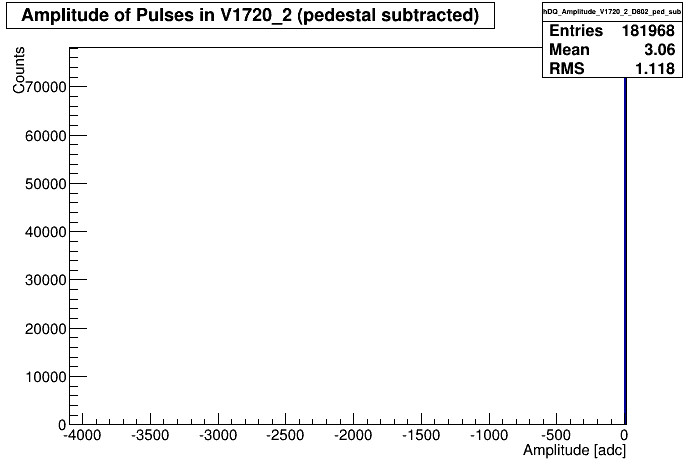 Amplitude of Pulses in V1720_2 (pedestal subtracted)
hDQ_Amplitude_V1720_2_D602_ped_sub
Entries 181968
Mean 3.06
RMS 1.118
Counts
70000
60000
50000
40000
30000
20000
10000
0
-4000 -3500 -3000 -2500 -2000 -1500 -1000 -500 0
Amplitude [adc]